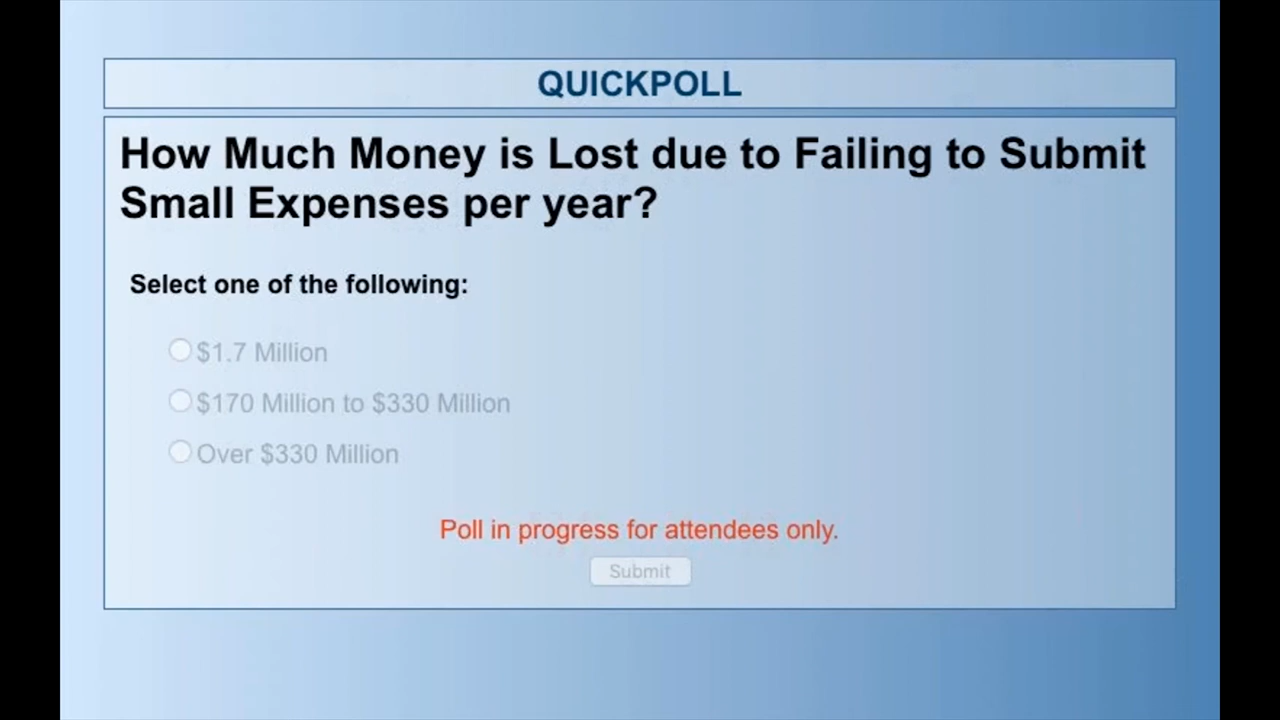 QUICKPOLL
How Much Money is Lost due to Failing to Submit
Small Expenses per year?
Select one of the following:
$1.7 Million
$170 Million to $330 Million
Over $330 Million
Poll in progress for attendees only.
Submit